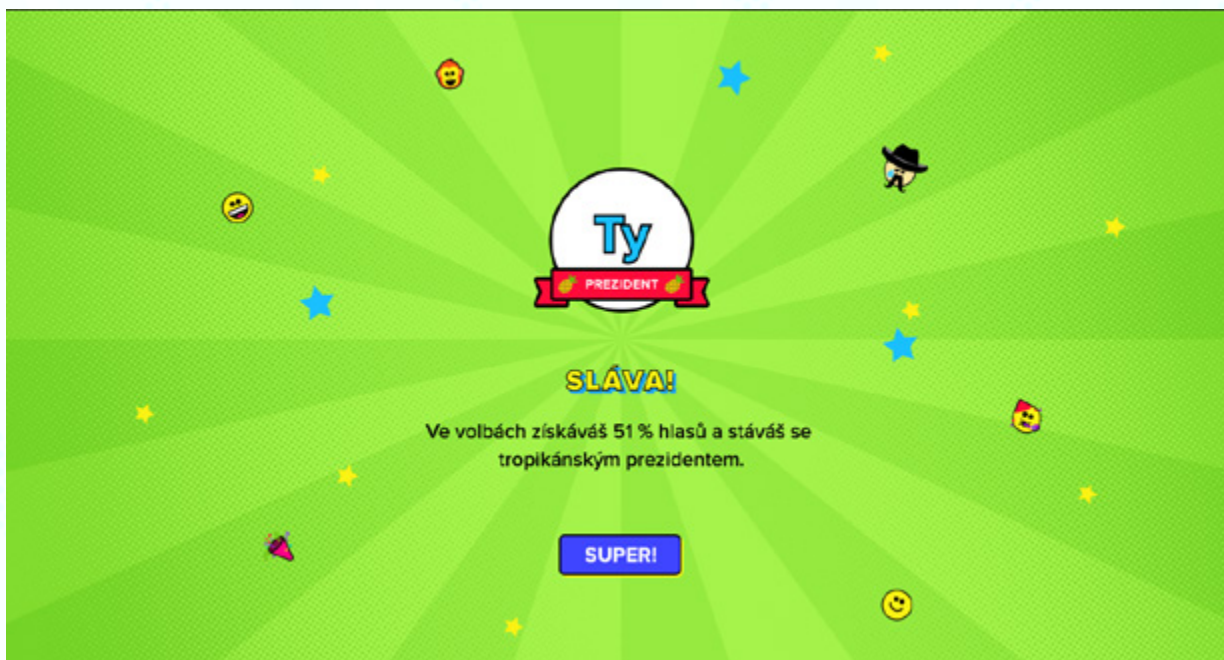 Ty
PREZIDENT
SLÁVA!
Ve volbách získáváš 51 % hlasů a stáváš se
tropikánským prezidentem.
SUPER!